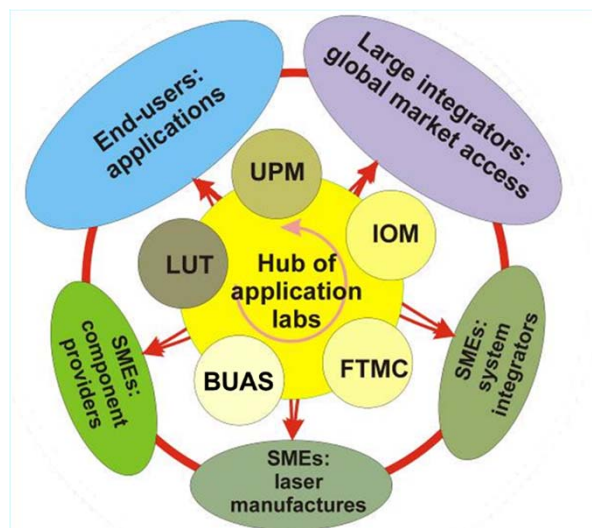 End-users:
applications
Large integrators:
global market access
UPM
IOM
LUT
Hub of
application
labs
SMEs:
component
providers
SMEs:
system
integrators
BUAS
FTMC
SMEs:
laser
manufactures